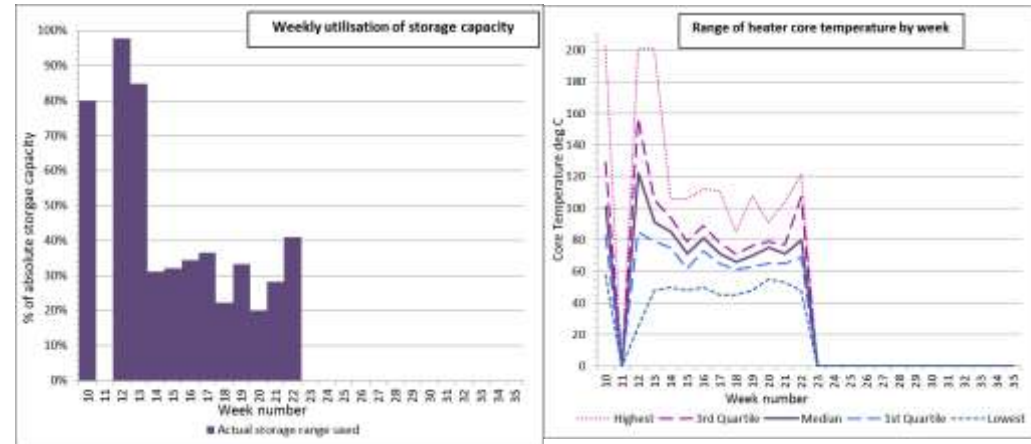 Weekly utilisation of storage capacity
100%
90%
80%
70%
60%
50%
40%
30%
20%
10%
0%
% of absolute storgae capacity
10 11 12 13 14 15 16 17 18 19 20 21 22 23 24 25 26 27 28 29 30 31 32 33 34 35
Week number
Actual storage range used
Range of heater core temperature by week
200
180
160
140
120
100
80
60
40
20
0
Core Temperature deg C
10 11 12 13 14 15 16 17 18 19 20 21 22 23 24 25 26 27 28 29 30 31 32 33 34 35
Week number
Highest 3rd Quartile Median 1st Quartile Lowest